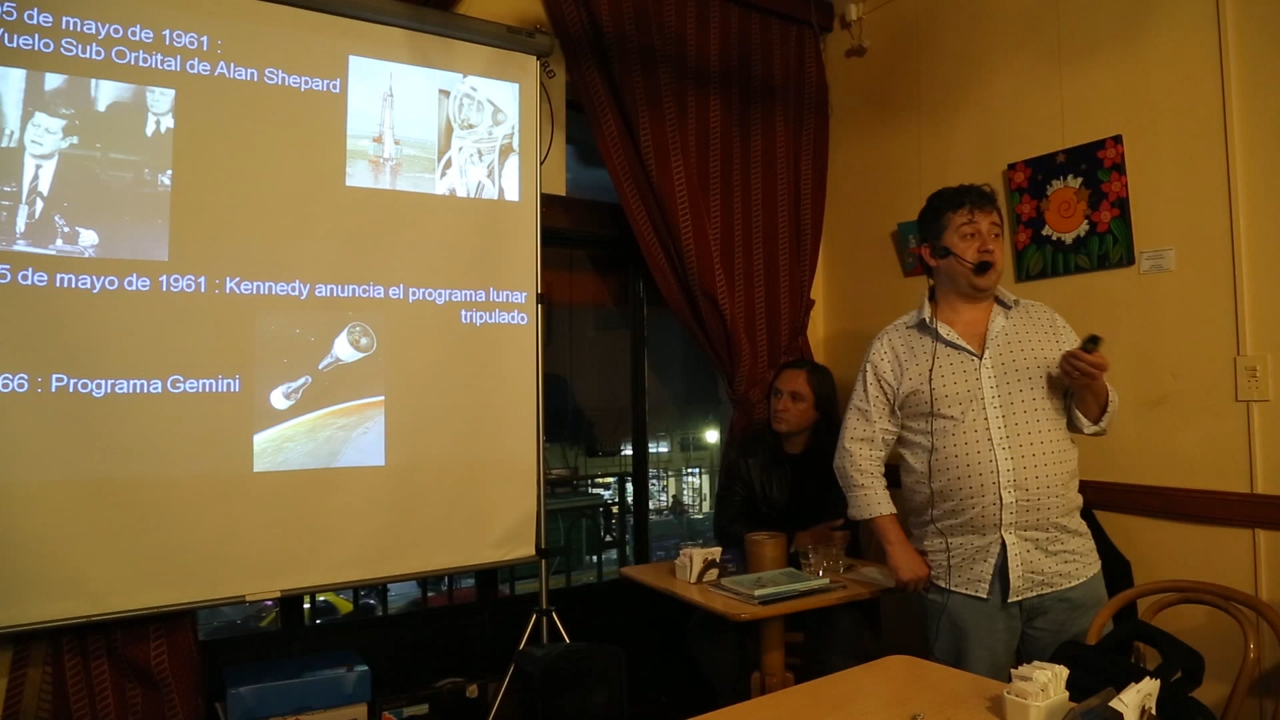 05 de mayo de 1961 :
Vuelo Sub Orbital de Alan Shepard
5 de mayo de 1961 : Kennedy anuncia el programa lunar
tripulado
66 : Programa Gemini